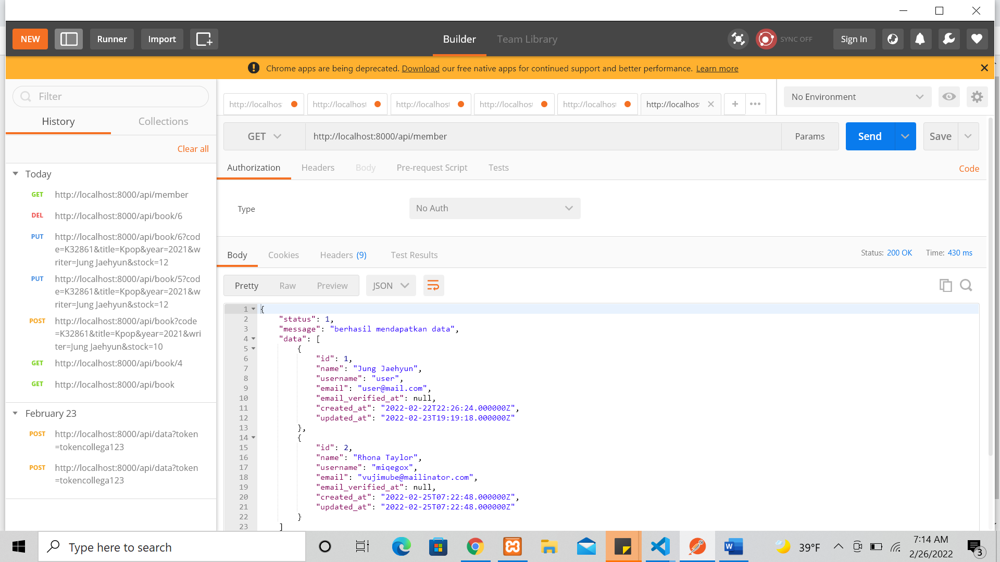 NEW
Runner
Import
Builder
Team Library
SYNC OFF
Sign In
Chrome apps are being deprecated. Download our free native apps for continued support and better performance. Learn more
Filter
History
Collections
Clear all
Today
GET http://localhost:8000/api/member
DEL http://localhost:8000/api/book/6
PUT http://localhost:8000/api/book/6?cod
e=K32861&title=Kpop&year=2021&w
riter=Jung Jaehyun&stock=12
PUT http://localhost:8000/api/book/5?cod
e=K32861&title=Kpop&year=2021&w
riter=Jung Jaehyun&stock=12
POST http://localhost:8000/api/book?code
=K32861&title=Kpop&year=2021&wri
ter=Jung Jaehyun&stock=10
GET http://localhost:8000/api/book/4
GET http://localhost:8000/api/book
February 23
POST http://localhost:8000/api/data?token
=tokencollega123
POST http://localhost:8000/api/data?token
=tokencollega123
http://localhos
http://localhos
http://localhos
http://localhos
http://localhos
http://localhos
No Environment
GET
http://localhost:8000/api/member
Params
Send
Save
Authorization
Headers
Body
Pre-request Script
Tests
Code
Type
No Auth
Body
Cookies
Headers (9)
Test Results
Status: 200 OK
Time: 430 ms
Pretty
Raw
Preview
JSON
1 {
2 "status": 1,
3 "message": "berhasil mendapatkan data",
4 "data": [
5 {
6 "id": 1,
7 "name": "Jung Jaehyun",
8 "username": "user",
9 "email": "user@mail.com",
10 "email_verified_at": null,
11 "created_at": "2022-02-22T22:26:24.000000Z",
12 "updated_at": "2022-02-23T19:19:18.000000Z"
13 },
14 {
15 "id": 2,
16 "name": "Rhona Taylor",
17 "username": "miqegox",
18 "email": "vujimube@mailinator.com",
19 "email_verified_at": null,
20 "created_at": "2022-02-25T07:22:48.000000Z",
21 "updated_at": "2022-02-25T07:22:48.000000Z"
22 }
23 ]
Type here to search
39°F
7:14 AM
2/26/2022
3